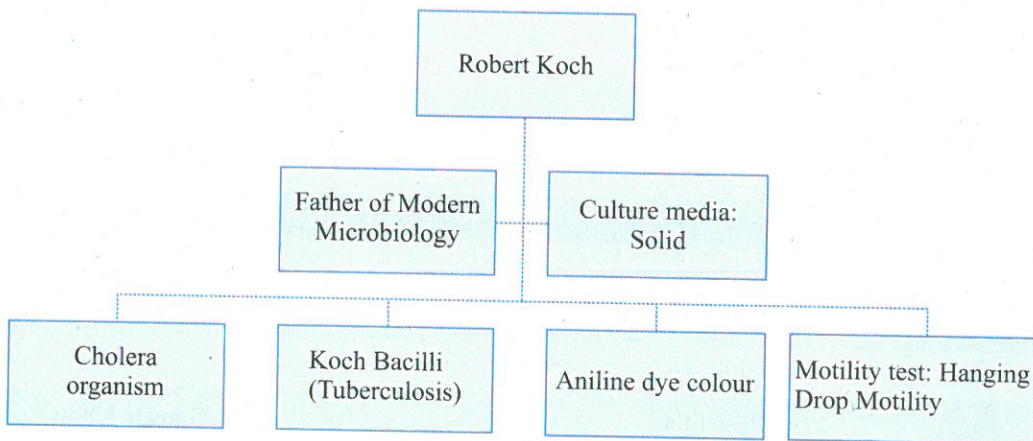 Robert Koch
Father of Modern
Microbiology
Culture media:
Solid
Cholera
organism
Koch Bacilli
(Tuberculosis)
Aniline dye colour
Motility test: Hanging
Drop Motility